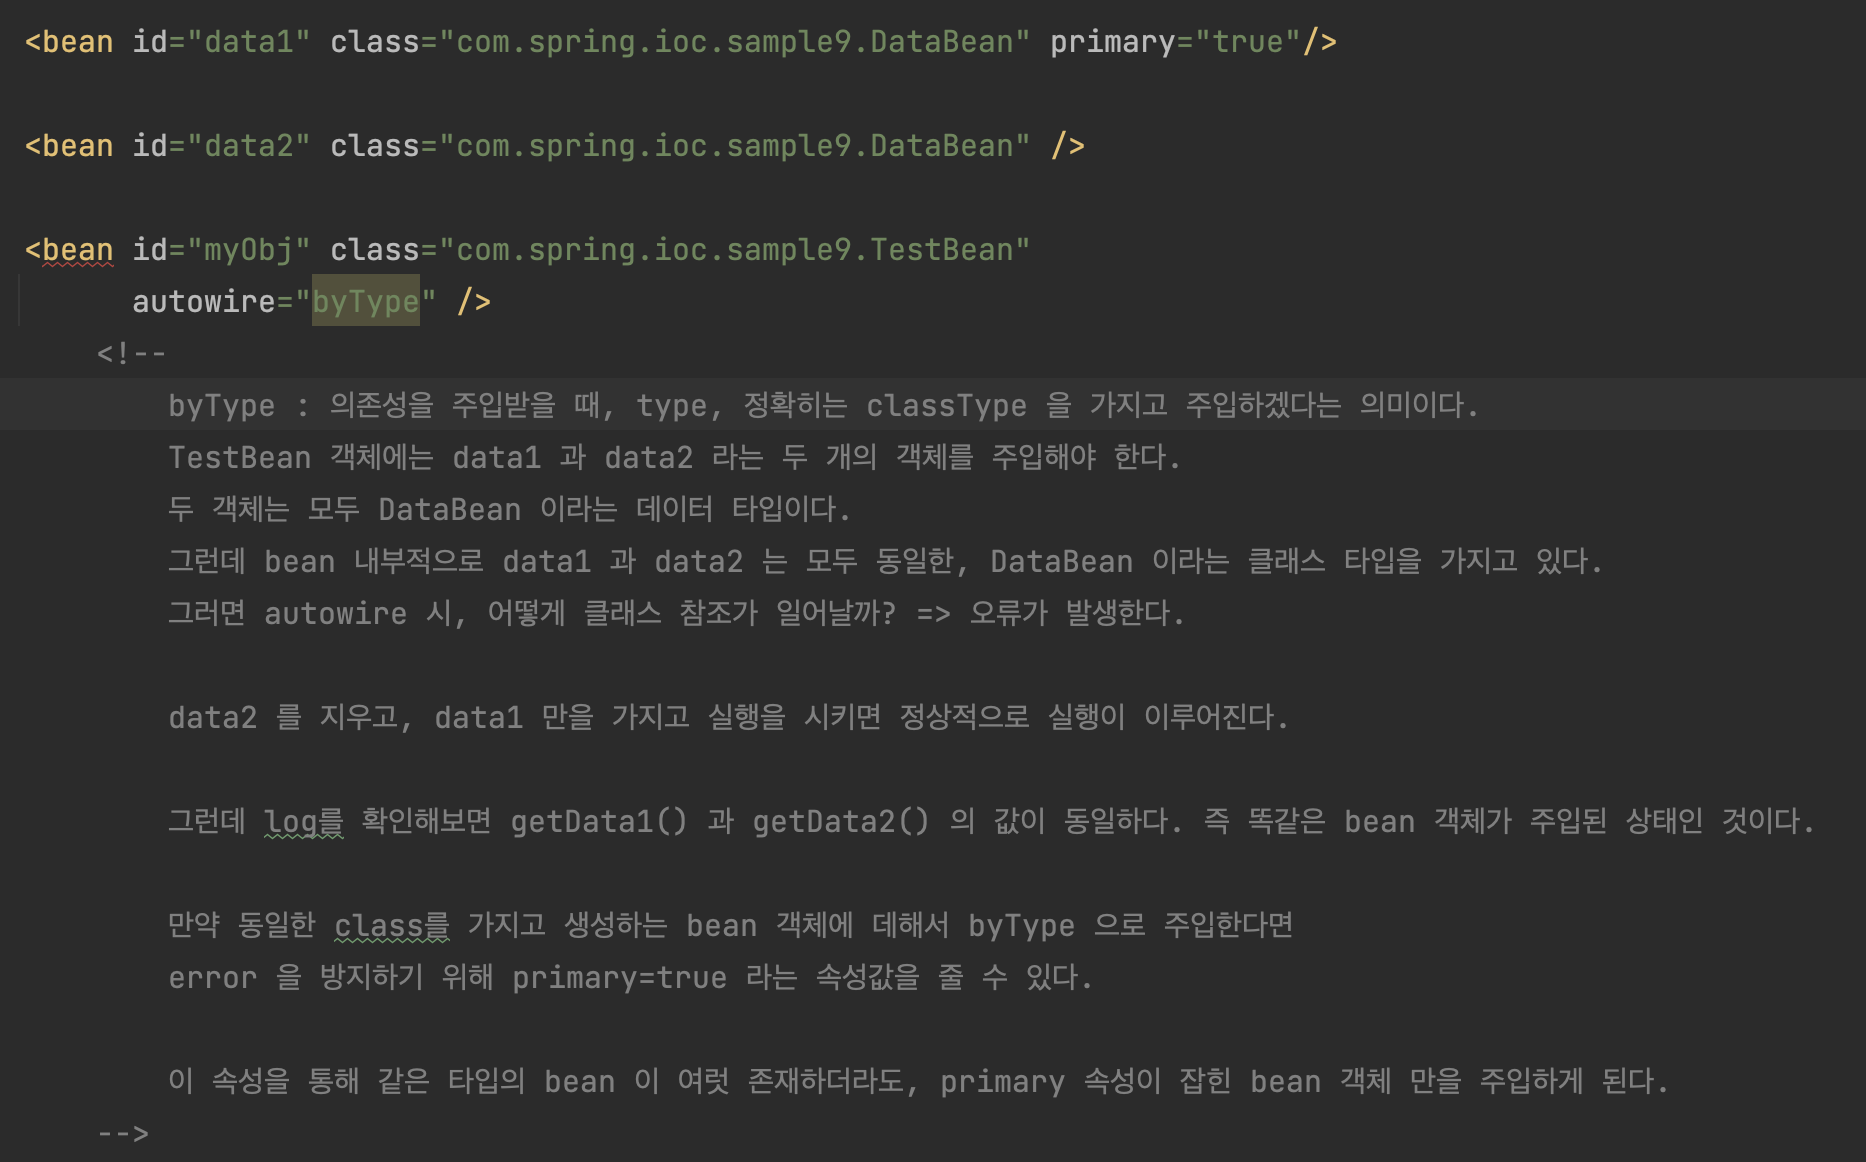 <bean id="data1" class="com.spring.ioc.sample9.DataBean" primary="true"/>
<bean id="data2" class="com.spring.ioc.sample9.DataBean" />
<bean id="myObj" class="com.spring.ioc.sample9.TestBean"
autowire="byType" />
<!--
byType : 의존성을 주입받을 때, type, 정확히는 classType 을 가지고 주입하겠다는 의미이다.
TestBean 객체에는 data1 과 data2 라는 두 개의 객체를 주입해야 한다.
두 객체는 모두 DataBean 이라는 데이터 타입이다.
그런데 bean 내부적으로 data1 과 data2 는 모두 동일한, DataBean 이라는 클래스 타입을 가지고 있다.
그러면 autowire 시, 어떻게 클래스 참조가 일어날까? => 오류가 발생한다.
data2 를 지우고, data1 만을 가지고 실행을 시키면 정상적으로 실행이 이루어진다.
그런데 log를 확인해보면 getData1() 과 getData2() 의 값이 동일하다. 즉 똑같은 bean 객체가 주입된 상태인 것이다.
만약 동일한 class를 가지고 생성하는 bean 객체에 데해서 byType 으로 주입한다면
error 을 방지하기 위해 primary=true 라는 속성값을 줄 수 있다.
이 속성을 통해 같은 타입의 bean 이 여럿 존재하더라도, primary 속성이 잡힌 bean 객체 만을 주입하게 된다.
-->